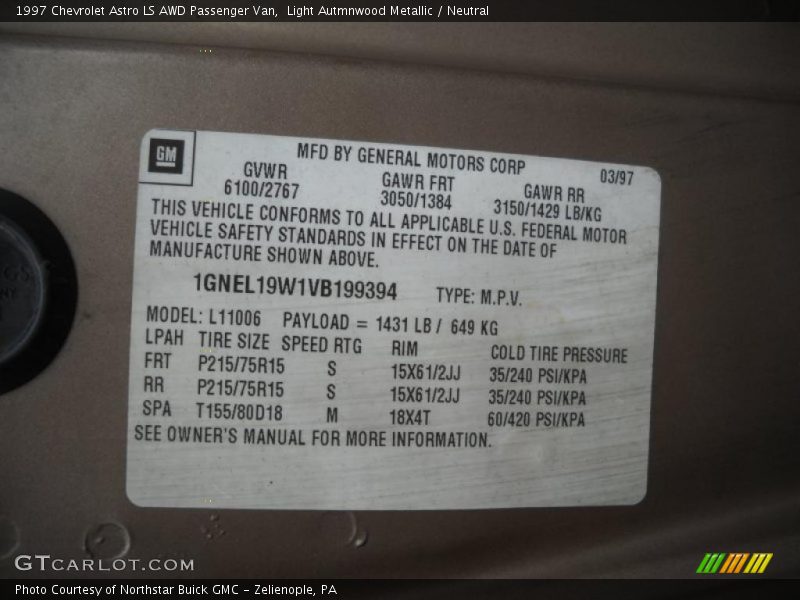 1997 Chevrolet Astro LS AWD Passenger Van, Light Autmnwood Metallic / Neutral
GM
MFD BY GENERAL MOTORS CORP 03/97
GVWR GAWR FRT GAWR RR
6100/2767 3050/1384 3150/1429 LB/KG
THIS VEHICLE CONFORMS TO ALL APPLICABLE U.S. FEDERAL MOTOR
VEHICLE SAFETY STANDARDS IN EFFECT ON THE DATE OF
MANUFACTURE SHOWN ABOVE.
1GNEL19W1VB199394 TYPE: M.P.V.
MODEL: L11006 PAYLOAD = 1431 LB / 649 KG
LPAH TIRE SIZE SPEED RTG RIM COLD TIRE PRESSURE
FRT P215/75R15 S 15X61/2JJ 35/240 PSI/KPA
RR P215/75R15 S 15X61/2JJ 35/240 PSI/KPA
SPA T155/80D18 M 18X4T 60/420 PSI/KPA
SEE OWNER'S MANUAL FOR MORE INFORMATION.
GTCARLOT.COM
Photo Courtesy of Northstar Buick GMC - Zelienople, PA